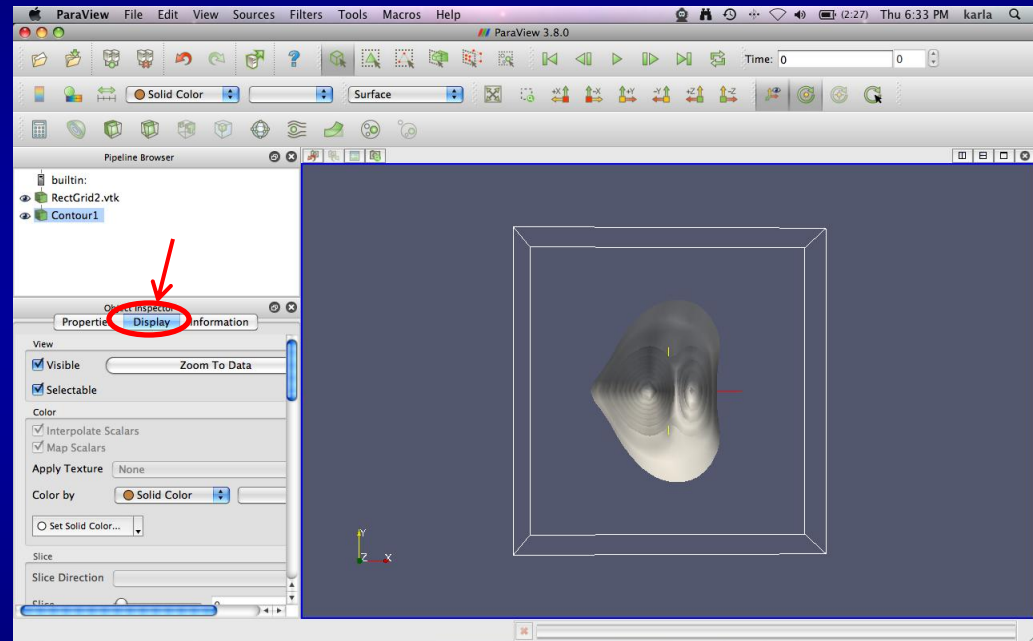 ParaView File Edit View Sources Filters Tools Macros Help (2:27) Thu 6:33 PM karla
ParaView 3.8.0
Time: 0 0
Solid Color Surface +X -X +Y -Y +Z -Z
Pipeline Browser
builtin:
RectGrid2.vtk
Contour1
Object Inspector
Properties Display Information
View
Visible Zoom To Data
Selectable
Color
Interpolate Scalars
Map Scalars
Apply Texture None
Color by Solid Color
Set Solid Color...
Slice
Slice Direction
Slice 0
Y
Z X